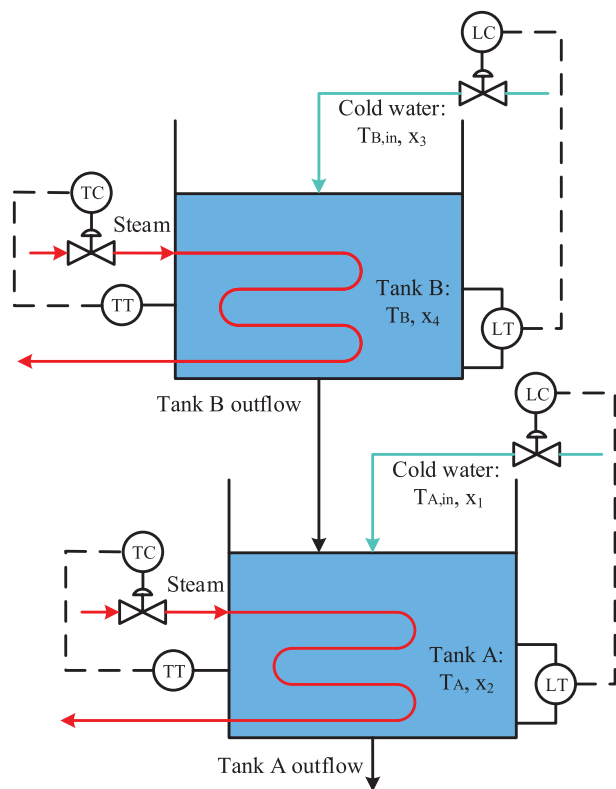 LC
Cold water:
TB,in, x3
TC
Steam
Tank B:
TB, x4
TT
LT
Tank B outflow
LC
Cold water:
TA,in, x1
TC
Steam
Tank A:
TA, x2
TT
LT
Tank A outflow